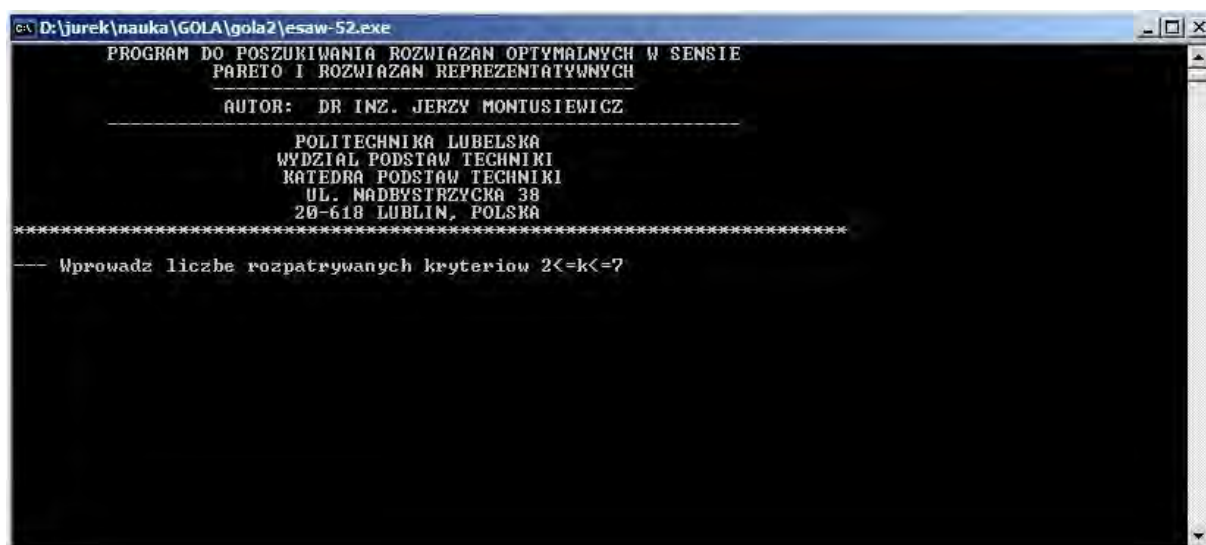 D:\jurek\nauka\GOLA\gola2\esaw-52.exe
PROGRAM DO POSZUKIWANIA ROZWIAZAN OPTYMALNYCH W SENSIE
PARETO I ROZWIAZAN REPREZENTATYWNYCH
AUTOR: DR INZ. JERZY MONTUSIEWICZ
POLITECHNIKA LUBELSKA
WYDZIAL PODSTAW TECHNIKI
KATEDRA PODSTAW TECHNIKI
UL. NADBYSTRZYCKA 38
20-618 LUBLIN, POLSKA
***********************************************************************
--- Wprowadz liczbe rozpatrywanych kryteriow 2<=k<=7